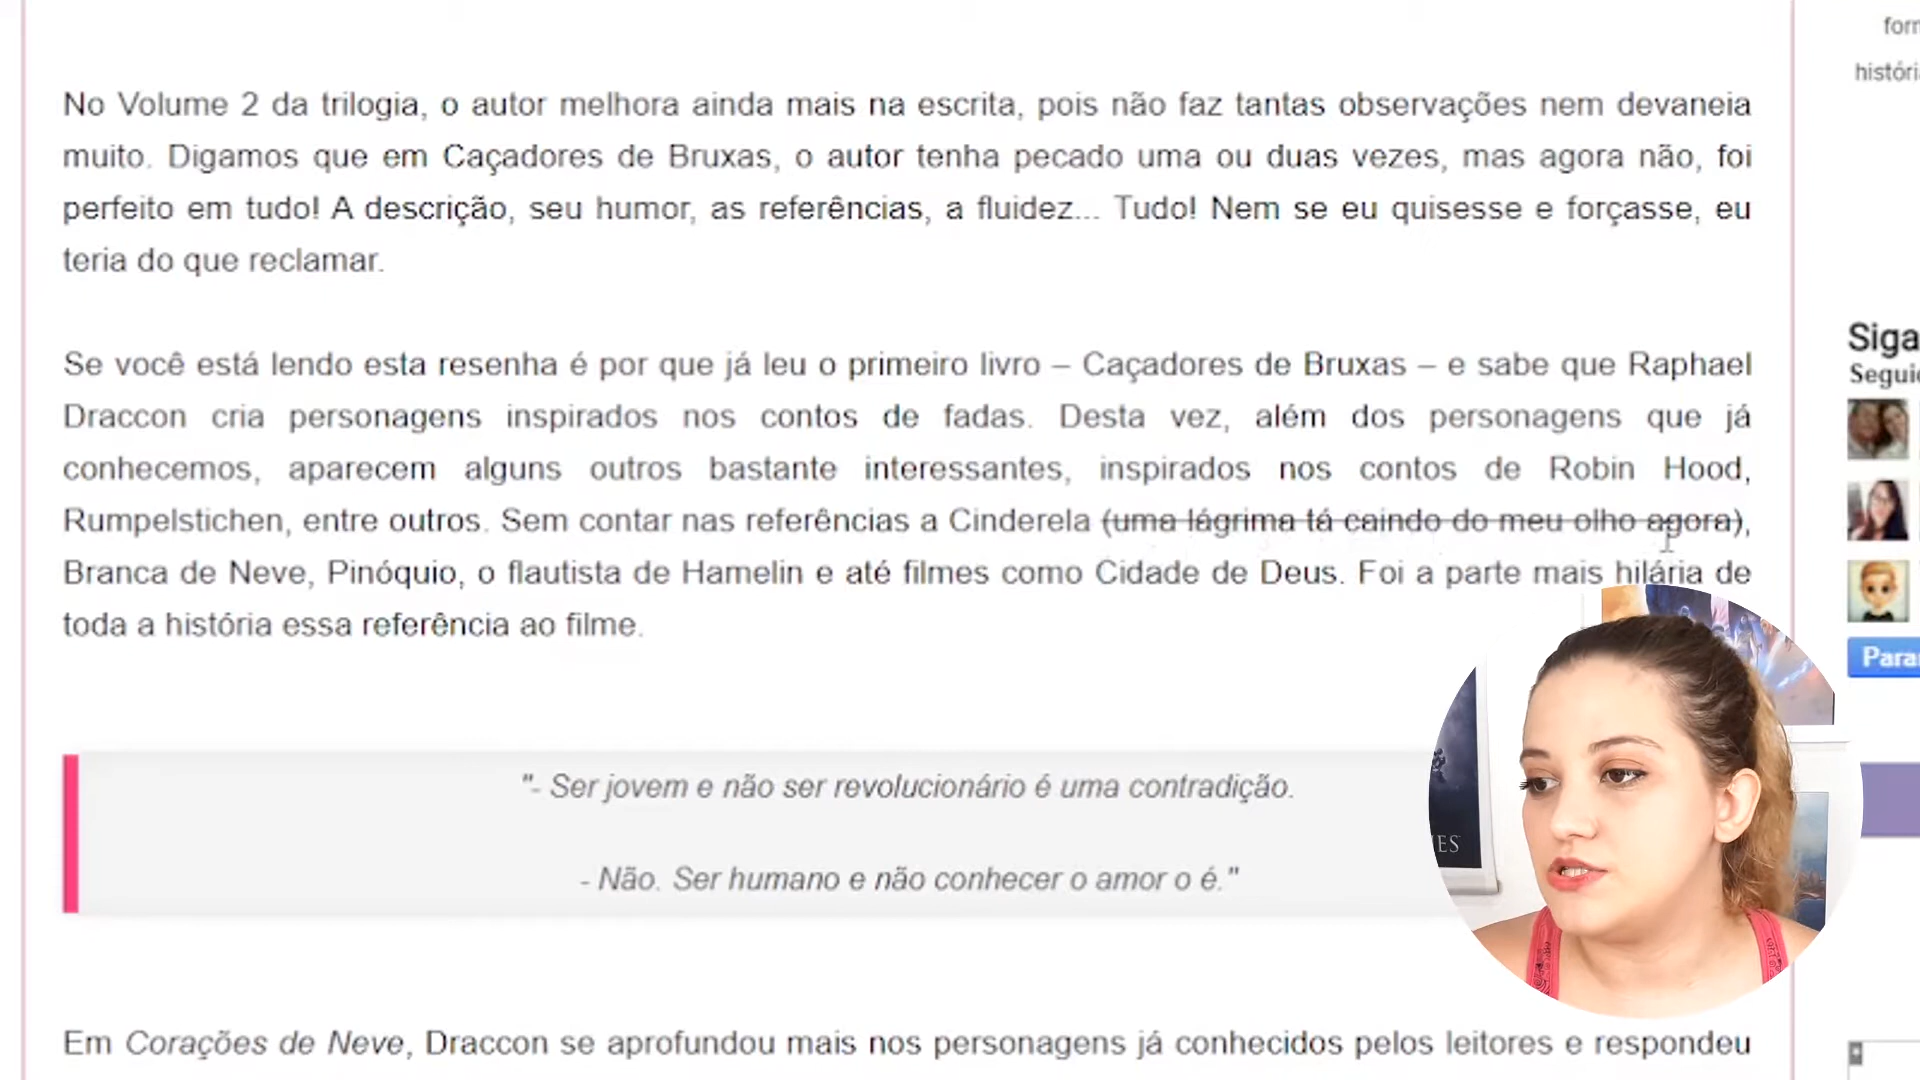 No Volume 2 da trilogia, o autor melhora ainda mais na escrita, pois não faz tantas observações nem devaneia
muito. Digamos que em Caçadores de Bruxas, o autor tenha pecado uma ou duas vezes, mas agora não, foi
perfeito em tudo! A descrição, seu humor, as referências, a fluidez... Tudo! Nem se eu quisesse e forçasse, eu
teria do que reclamar.
Se você está lendo esta resenha é por que já leu o primeiro livro – Caçadores de Bruxas – e sabe que Raphael
Draccon cria personagens inspirados nos contos de fadas. Desta vez, além dos personagens que já
conhecemos, aparecem alguns outros bastante interessantes, inspirados nos contos de Robin Hood,
Rumpelstichen, entre outros. Sem contar nas referências a Cinderela (uma lágrima tá caindo do meu olho agora),
Branca de Neve, Pinóquio, o flautista de Hamelin e até filmes como Cidade de Deus. Foi a parte mais hilária de
toda a história essa referência ao filme.
"- Ser jovem e não ser revolucionário é uma contradição.
- Não. Ser humano e não conhecer o amor o é."
Em Corações de Neve, Draccon se aprofundou mais nos personagens já conhecidos pelos leitores e respondeu
form
históri
Siga
Seguid
Para
ES